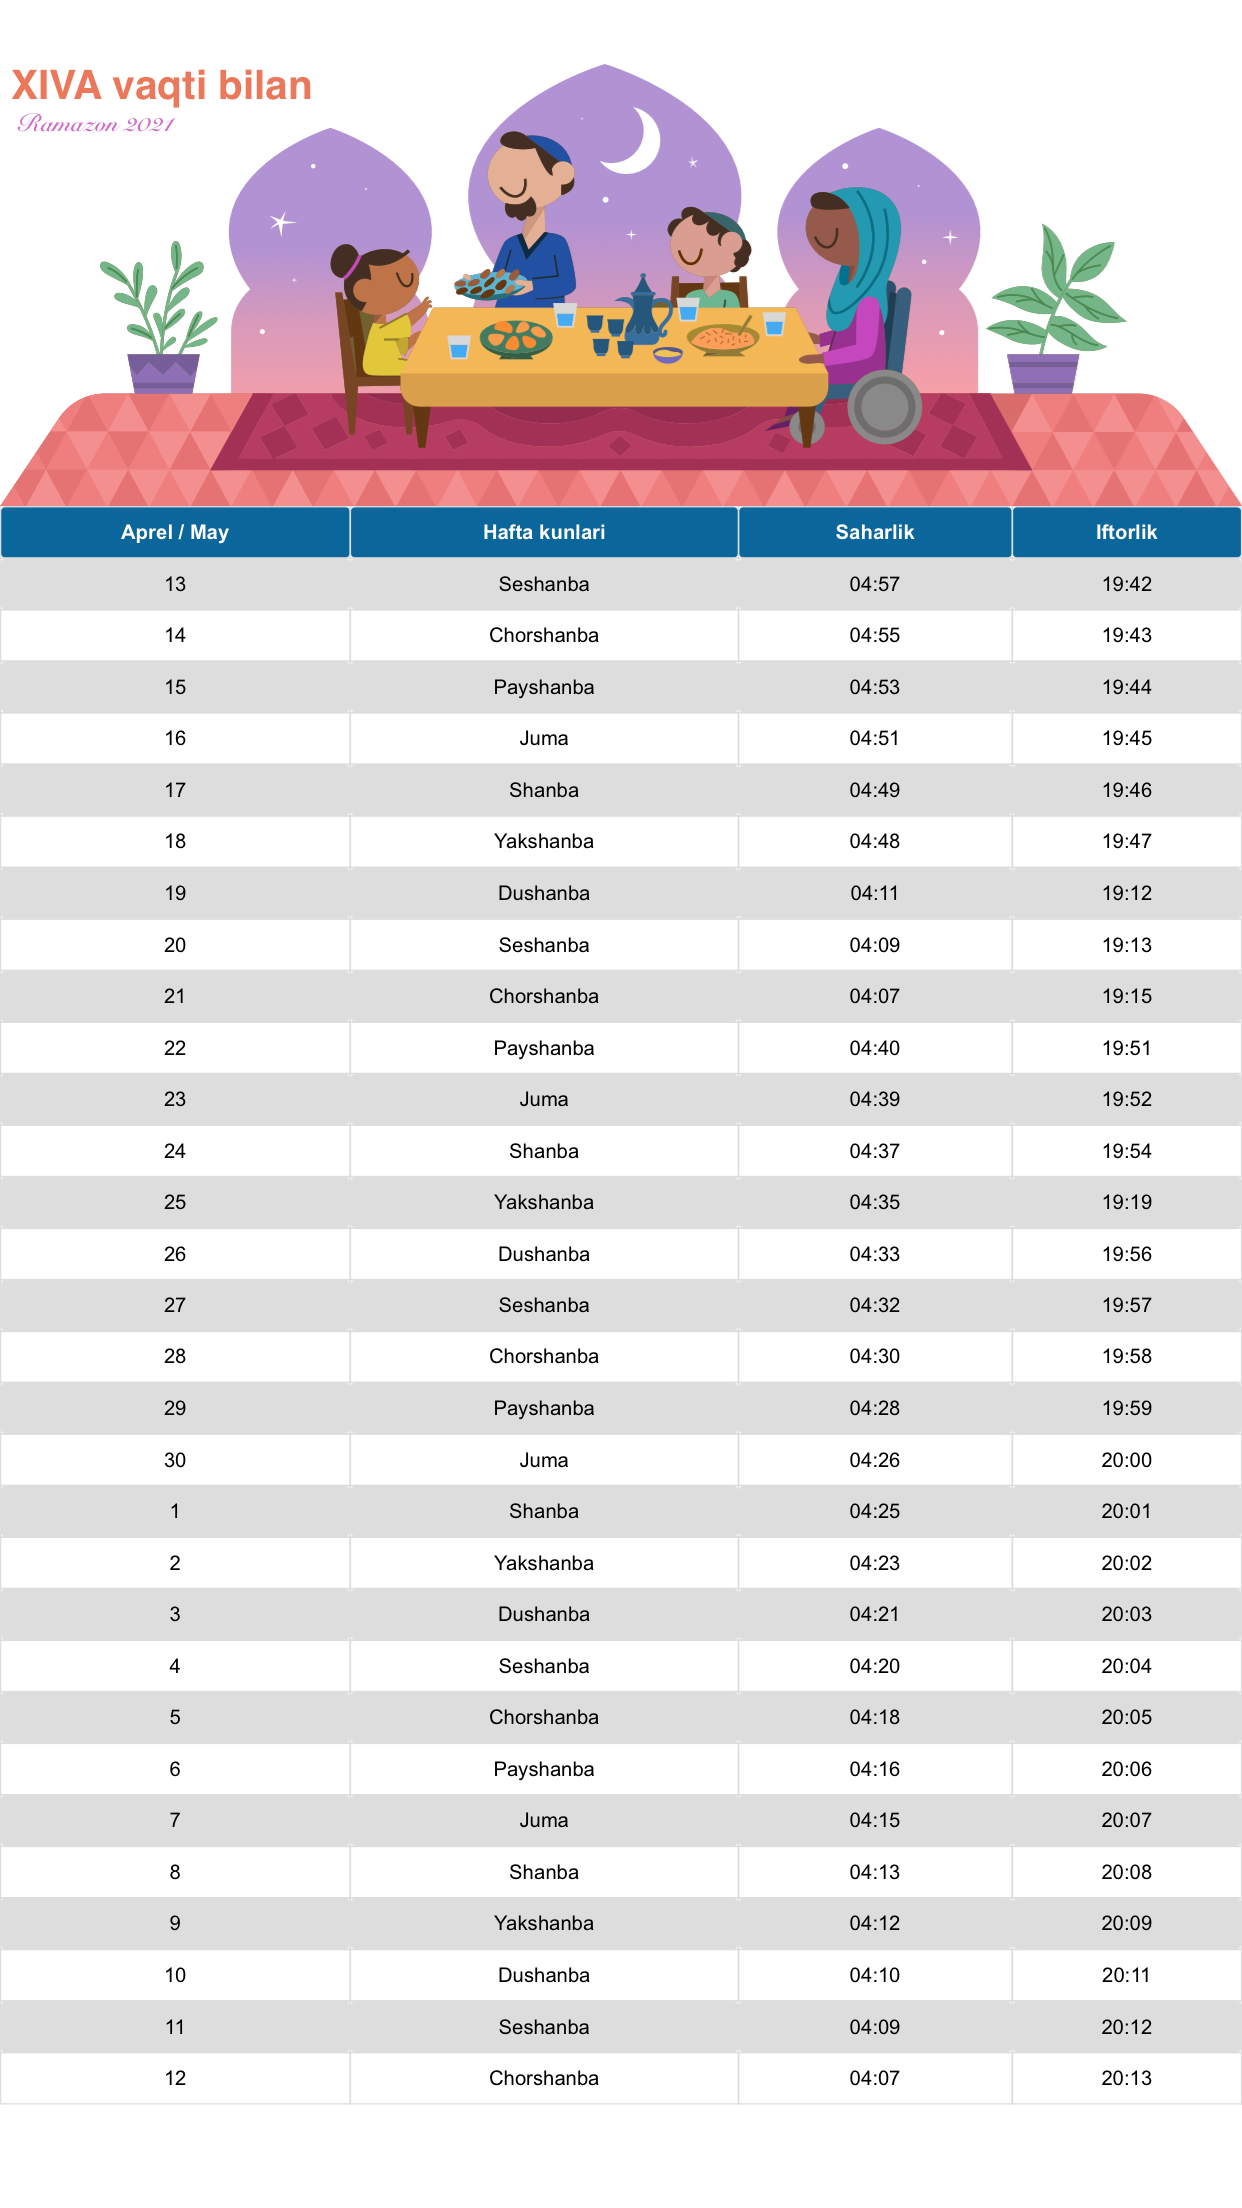 XIVA vaqti bilan
Ramazon 2021
Aprel / May Hafta kunlari Saharlik Iftorlik
13 Seshanba 04:57 19:42
14 Chorshanba 04:55 19:43
15 Payshanba 04:53 19:44
16 Juma 04:51 19:45
17 Shanba 04:49 19:46
18 Yakshanba 04:48 19:47
19 Dushanba 04:11 19:12
20 Seshanba 04:09 19:13
21 Chorshanba 04:07 19:15
22 Payshanba 04:40 19:51
23 Juma 04:39 19:52
24 Shanba 04:37 19:54
25 Yakshanba 04:35 19:19
26 Dushanba 04:33 19:56
27 Seshanba 04:32 19:57
28 Chorshanba 04:30 19:58
29 Payshanba 04:28 19:59
30 Juma 04:26 20:00
1 Shanba 04:25 20:01
2 Yakshanba 04:23 20:02
3 Dushanba 04:21 20:03
4 Seshanba 04:20 20:04
5 Chorshanba 04:18 20:05
6 Payshanba 04:16 20:06
7 Juma 04:15 20:07
8 Shanba 04:13 20:08
9 Yakshanba 04:12 20:09
10 Dushanba 04:10 20:11
11 Seshanba 04:09 20:12
12 Chorshanba 04:07 20:13